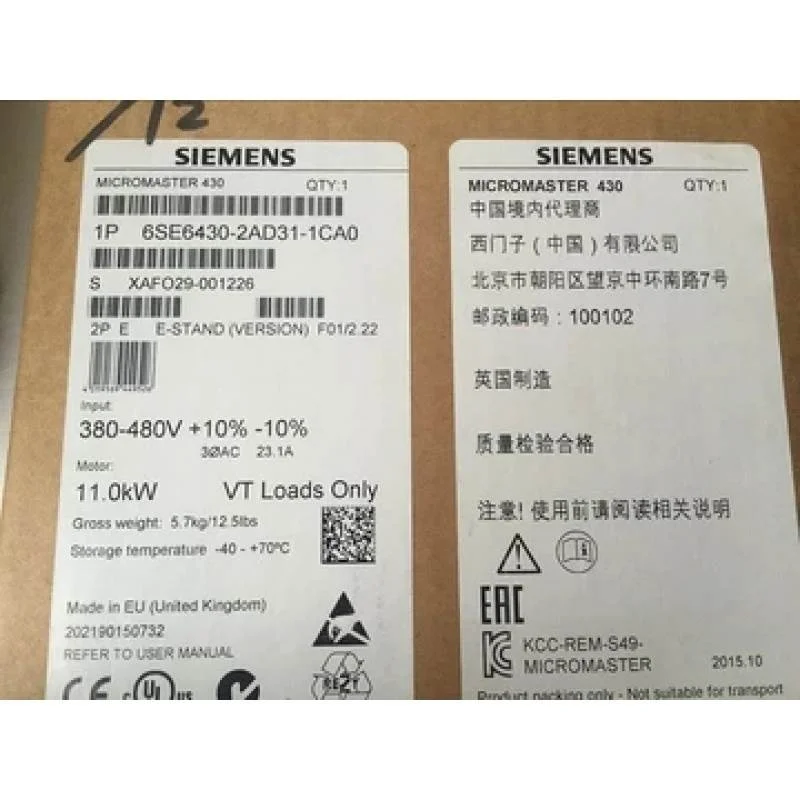 12
SIEMENS
MICROMASTER 430 QTY:1
1P 6SE6430-2AD31-1CA0
S XAFO29-001226
2P E E-STAND (VERSION) F01/2.22
Input:
380-480V +10% -10%
3ØAC 23.1A
Motor:
11.0kW VT Loads Only
Gross weight: 5.7kg/12.5lbs
Storage temperature -40 - +70ºC
Made in EU (United Kingdom)
202190150732
REFER TO USER MANUAL
CE c UL us
REZY
SIEMENS
MICROMASTER 430 QTY:1
中国境内代理商
西门子（中国）有限公司
北京市朝阳区望京中环南路7号
邮政编码：100102
英国制造
质量检验合格
注意! 使用前请阅读相关说明
EAC
KCC-REM-S49-
MICROMASTER 2015.10
Product packing only - Not suitable for transport